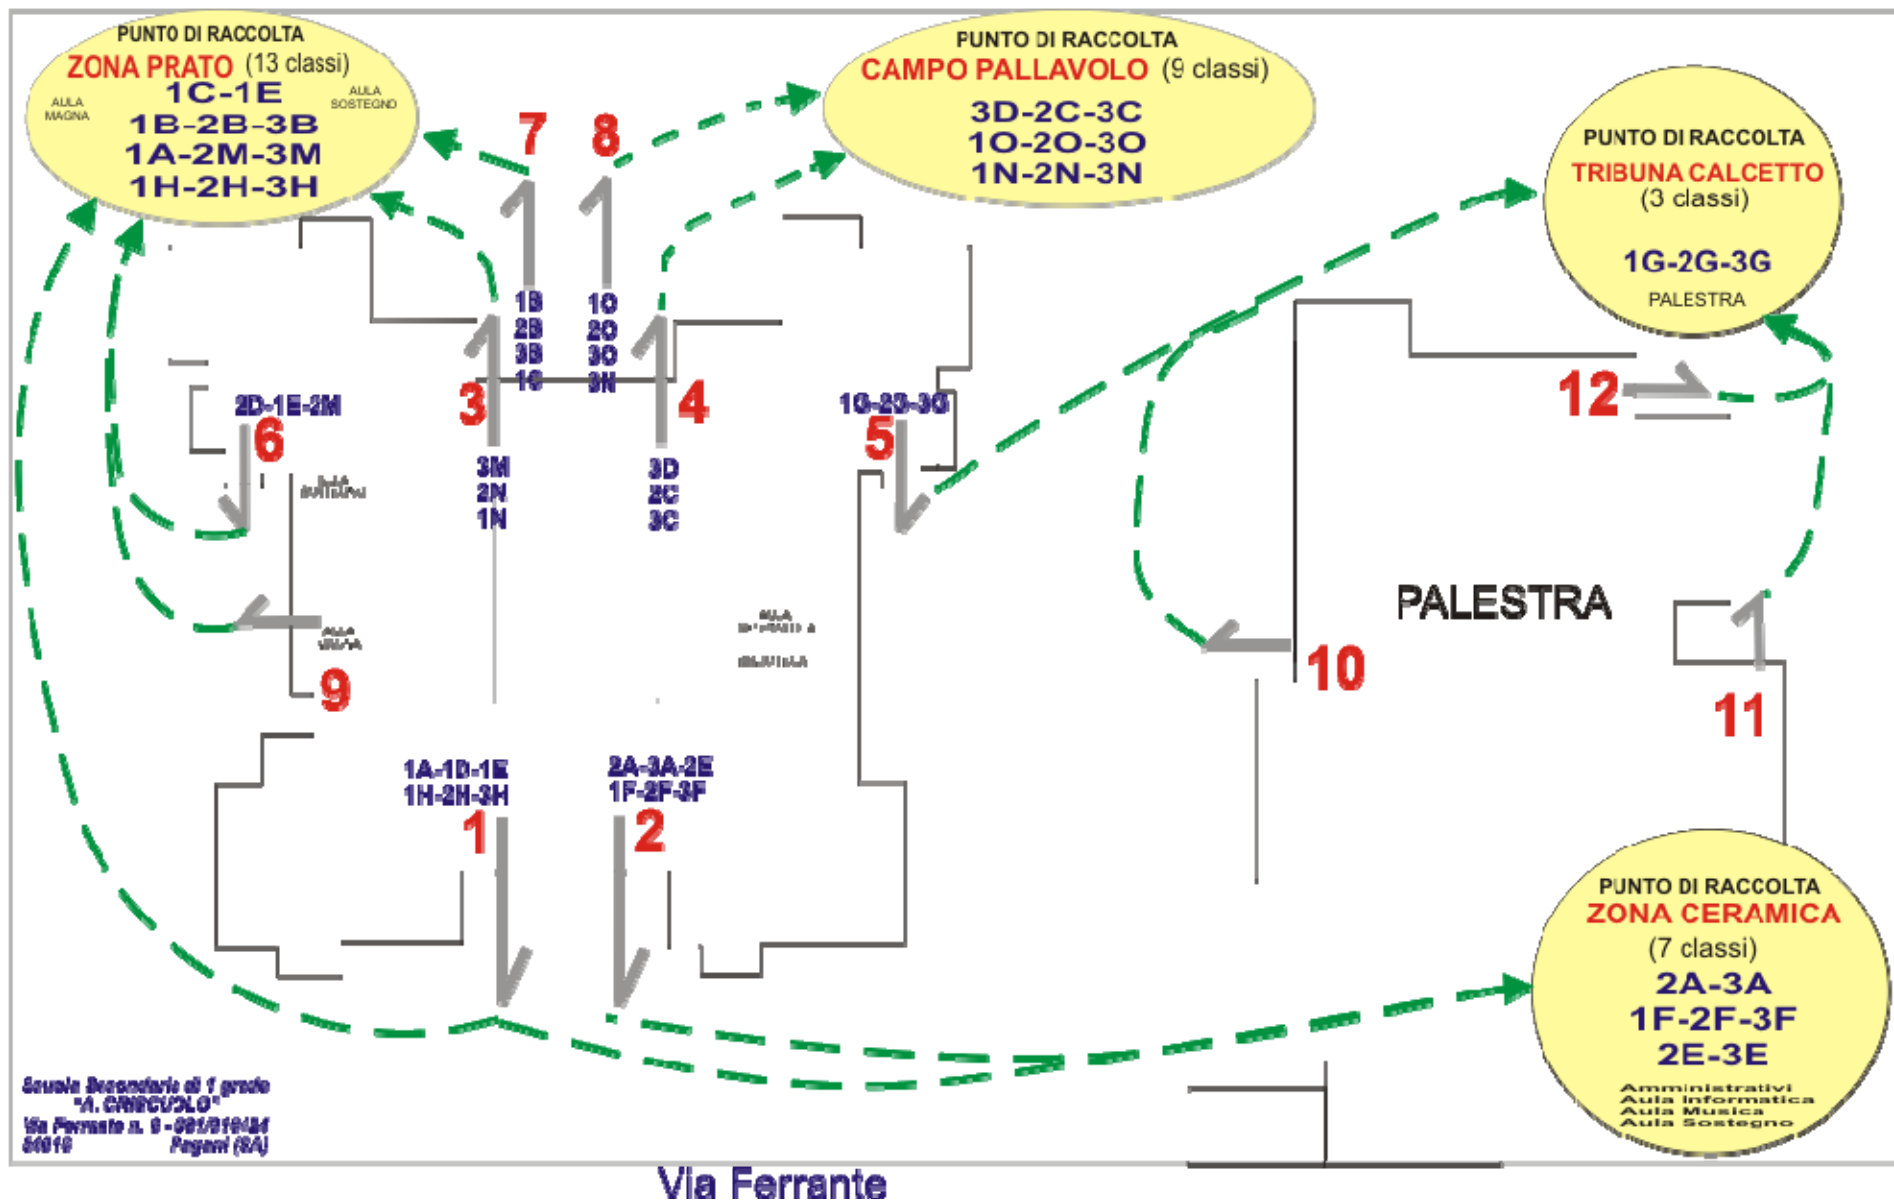 PUNTO DI RACCOLTA
ZONA PRATO (13 classi)
AULA MAGNA
1C-1E
AULA SOSTEGNO
1B-2B-3B
1A-2M-3M
1H-2H-3H
PUNTO DI RACCOLTA
CAMPO PALLAVOLO (9 classi)
3D-2C-3C
1O-2O-3O
1N-2N-3N
PUNTO DI RACCOLTA
TRIBUNA CALCETTO
(3 classi)
1G-2G-3G
PALESTRA
7
8
1B
2B
3B
1C
1O
2O
3O
3N
3
4
2D-1E-2M
6
1G-2G-3G
5
12
3M
2N
1N
3D
2C
3C
PALESTRA
9
10
11
1A-1D-1E
1H-2H-3H
1
2A-3A-2E
1F-2F-3F
2
PUNTO DI RACCOLTA
ZONA CERAMICA
(7 classi)
2A-3A
1F-2F-3F
2E-3E
Amministrativi
Aula Informatica
Aula Musica
Aula Sostegno
Scuola Secondaria di 1 grado
"A. CRISCUOLO"
Via Ferrante n.
Pagani (SA)
Via Ferrante